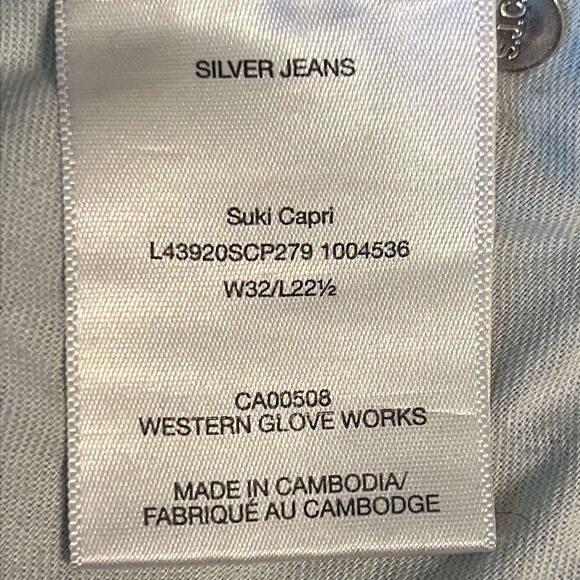 SILVER JEANS
S.J.C.
Suki Capri
L43920SCP279 1004536
W32/L22½
CA00508
WESTERN GLOVE WORKS
MADE IN CAMBODIA/
FABRIQUÉ AU CAMBODGE